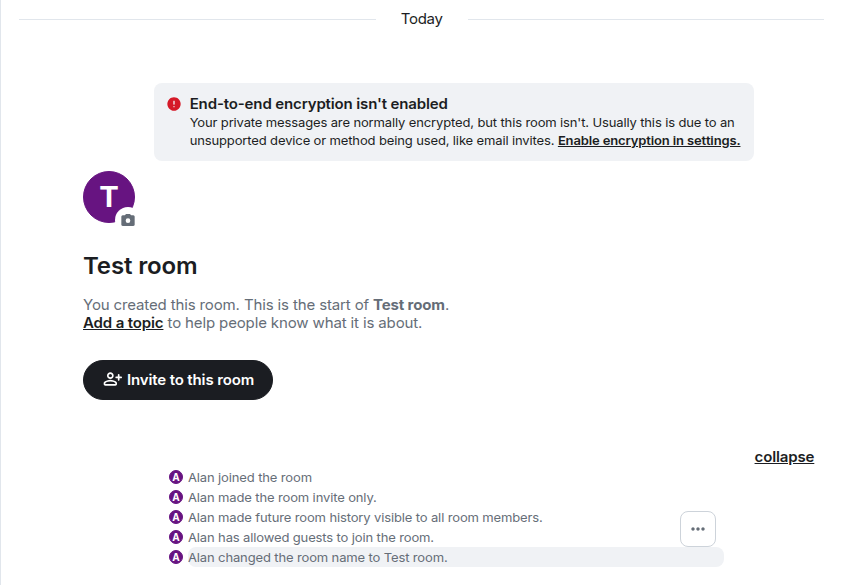 Today
End-to-end encryption isn't enabled
Your private messages are normally encrypted, but this room isn't. Usually this is due to an
unsupported device or method being used, like email invites. Enable encryption in settings.
T
Test room
You created this room. This is the start of Test room.
Add a topic to help people know what it is about.
Invite to this room
collapse
A Alan joined the room
A Alan made the room invite only.
A Alan made future room history visible to all room members.
A Alan has allowed guests to join the room.
A Alan changed the room name to Test room.